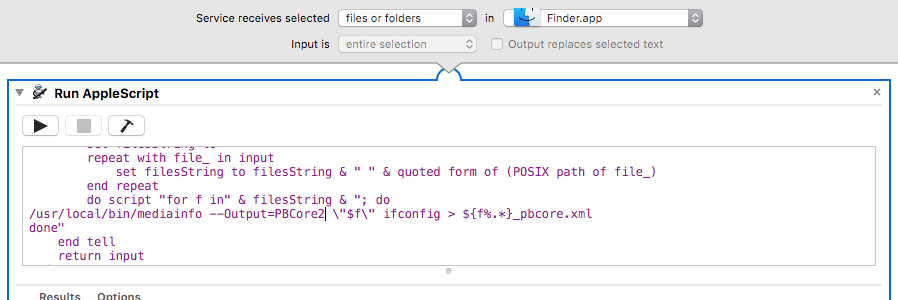 Service receives selected files or folders in Finder.app
Input is entire selection Output replaces selected text
Run AppleScript
repeat with file_ in input
set filesString to filesString & " " & quoted form of (POSIX path of file_)
end repeat
do script "for f in" & filesString & "; do
/usr/local/bin/mediainfo --Output=PBCore2 \"$f\" ifconfig > ${f%.*}_pbcore.xml
done"
end tell
return input
Results Options